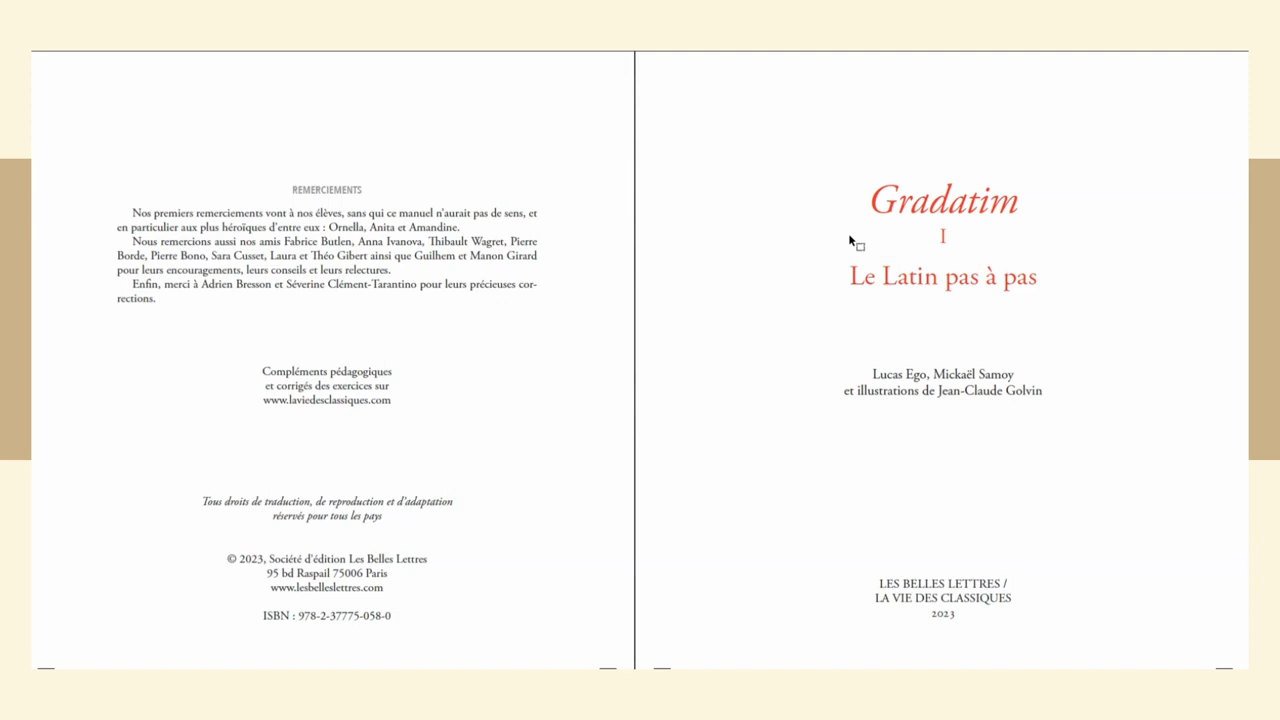 REMERCIEMENTS
Nos premiers remerciements vont à nos élèves, sans qui ce manuel n'aurait pas de sens, et
en particulier aux plus héroïques d'entre eux : Ornella, Anita et Amandine.
Nous remercions aussi nos amis Fabrice Butlen, Anna Ivanova, Thibault Wagret, Pierre
Borde, Pierre Bono, Sara Cusset, Laura et Théo Gibert ainsi que Guilhem et Manon Girard
pour leurs encouragements, leurs conseils et leurs relectures.
Enfin, merci à Adrien Bresson et Séverine Clément-Tarantino pour leurs précieuses cor-
rections.
Compléments pédagogiques
et corrigés des exercices sur
www.laviedesclassiques.com
Tous droits de traduction, de reproduction et d'adaptation
réservés pour tous les pays
© 2023, Société d'édition Les Belles Lettres
95 bd Raspail 75006 Paris
www.lesbelleslettres.com
ISBN : 978-2-37775-058-0
Gradatim
I
Le Latin pas à pas
Lucas Ego, Mickaël Samoy
et illustrations de Jean-Claude Golvin
LES BELLES LETTRES /
LA VIE DES CLASSIQUES
2023